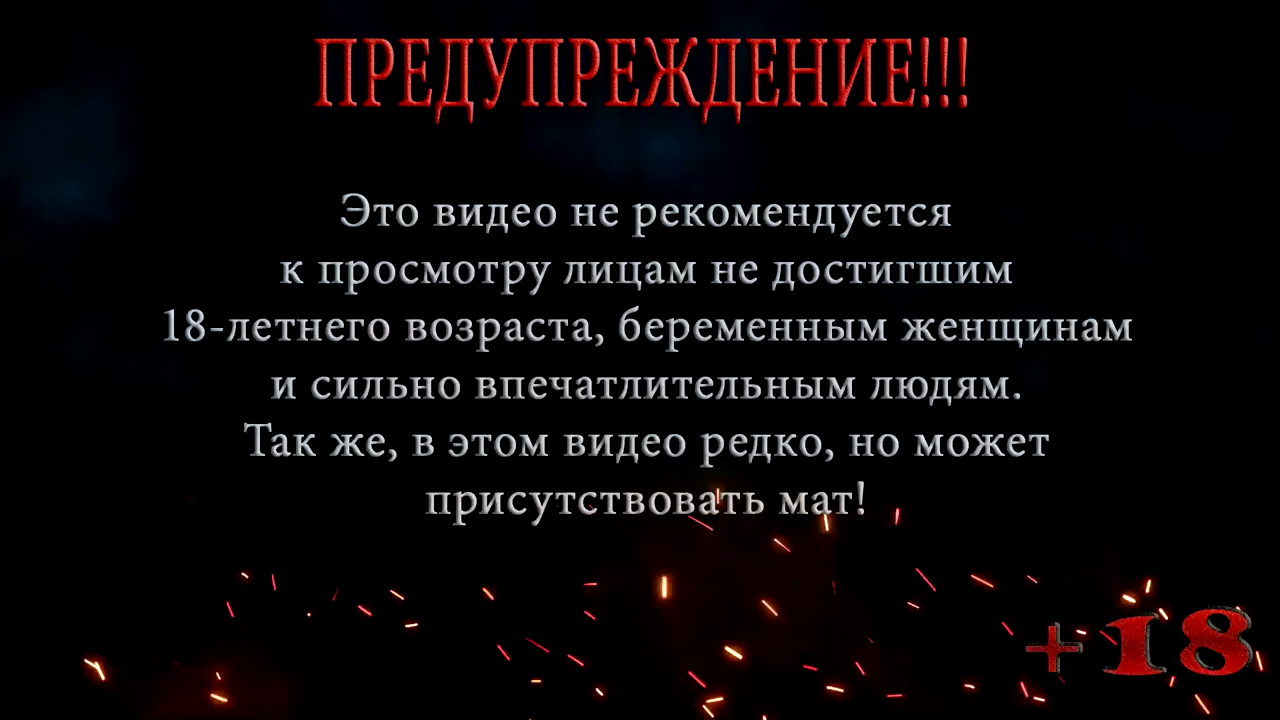 ПРЕДУПРЕЖДЕНИЕ!!!
Это видео не рекомендуется
к просмотру лицам не достигшим
18-летнего возраста, беременным женщинам
и сильно впечатлительным людям.
Так же, в этом видео редко, но может
присутствовать мат!
+18